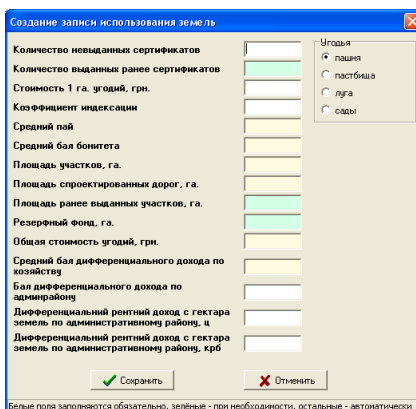 Создание записи использования земель
Количество невыданных сертификатов
Количество выданных ранее сертификатов
Стоимость 1 га. угодий, грн.
Коэффициент индексации
Средний пай
Средний бал бонитета
Площадь участков, га.
Площадь спроектированных дорог, га.
Площадь ранее выданных участков, га.
Резерфный фонд, га.
Общая стоимость угодий, грн.
Средний бал дифференциального дохода по
хозяйству
Бал дифференциального дохода по
админрайону
Дифференциальный рентний доход с гектара
земель по административному району, ц
Дифференциальный рентний доход с гектара
земель по административному району, крб
Угодья
пашня
пастбища
луга
сады
Сохранить
Отменить
Белые поля заполняются обязательно, зелёные - при необходимости, остальные - автоматически